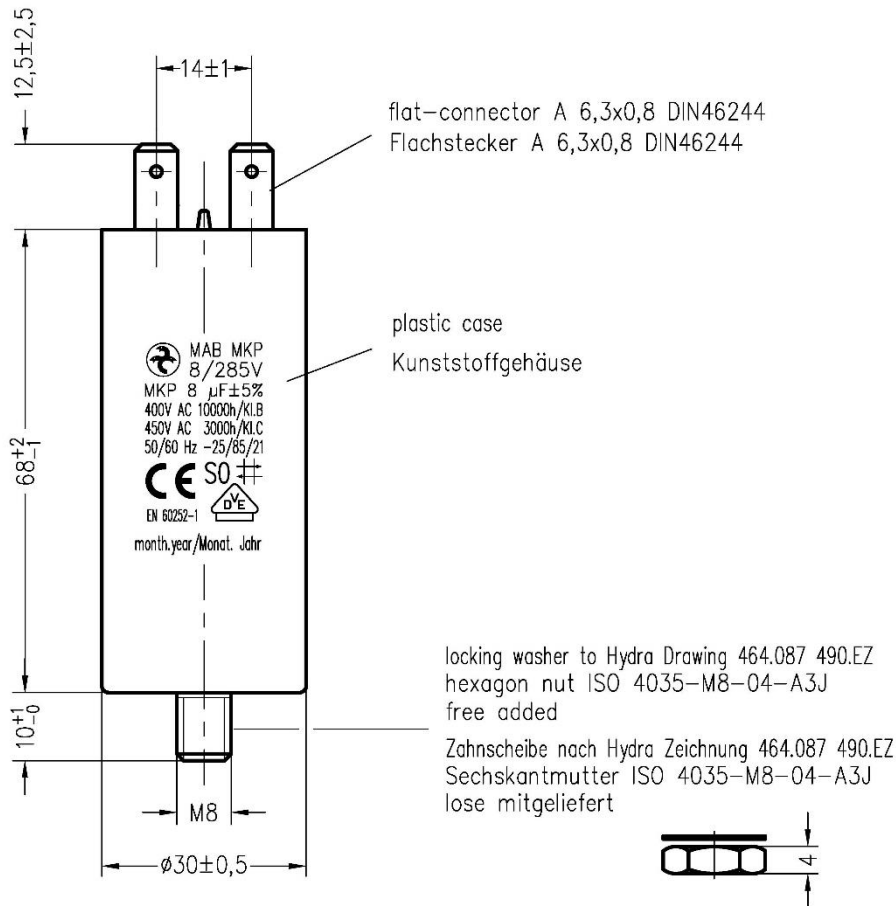 12,5±2,5
14±1
flat-connector A 6,3x0,8 DIN46244
Flachstecker A 6,3x0,8 DIN46244
plastic case
Kunststoffgehäuse
MAB MKP
8/285V
MKP 8 µF±5%
400V AC 10000h/Kl.B
450V AC 3000h/Kl.C
50/60 Hz -25/85/21
CE S0
DVE
EN 60252-1
month.year/Monat. Jahr
68+2-1
locking washer to Hydra Drawing 464.087 490.EZ
hexagon nut ISO 4035-M8-04-A3J
free added
Zahnscheibe nach Hydra Zeichnung 464.087 490.EZ
Sechskantmutter ISO 4035-M8-04-A3J
lose mitgeliefert
10+1-0
M8
ø30±0,5
4